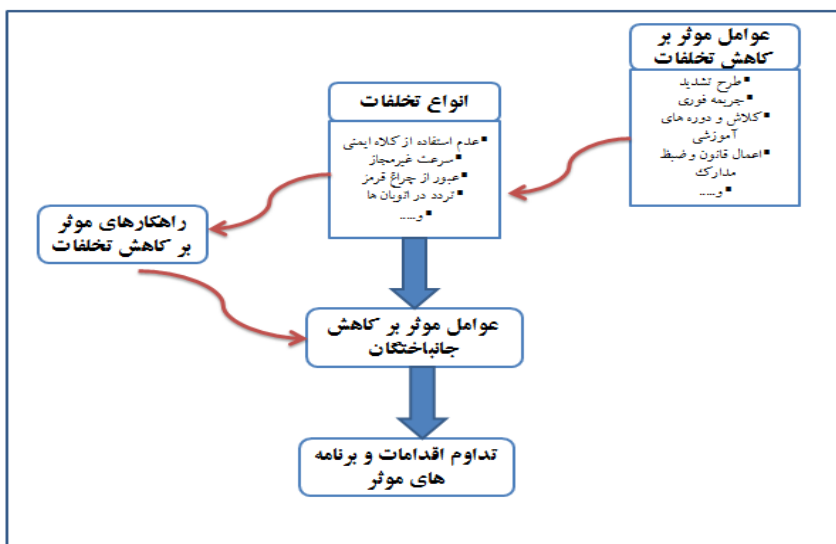 عوامل موثر بر
کاهش تخلفات
▪ طرح تشدید
▪ جریمه فوری
▪ کلاش و دوره های
آموزشی
▪ اعمال قانون و ضبظ
مدارک
▪ و.....
انواع تخلفات
▪ عدم استفاده از کلاه ایمنی
▪ سرعت غیرمجاز
▪ عبور از چراغ قرمز
▪ تردد در اتوبان ها
▪ و.....
راهکارهای موثر
بر کاهش تخلفات
عوامل موثر بر کاهش
جانباختگان
تداوم اقدامات و برنامه
های موثر